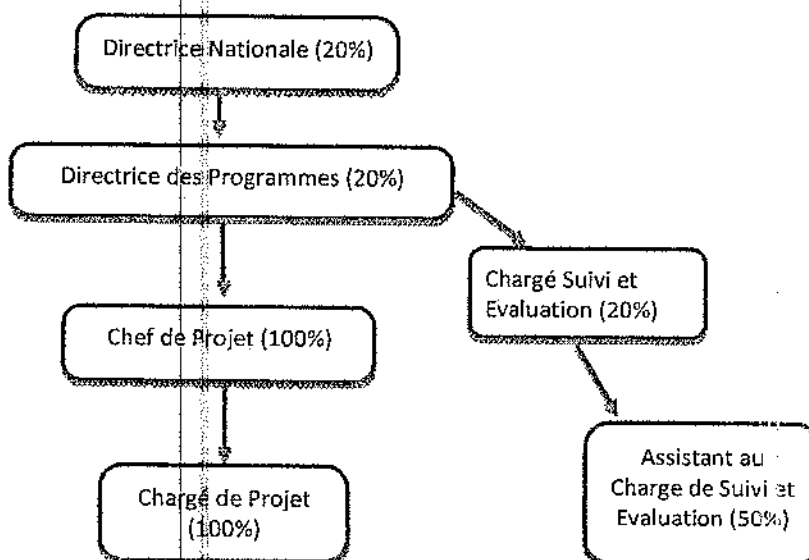 Directrice Nationale (20%)
Directrice des Programmes (20%)
Chargé Suivi et
Evaluation (20%)
Chef de Projet (100%)
Assistant au
Charge de Suivi et
Evaluation (50%)
Chargé de Projet
(100%)